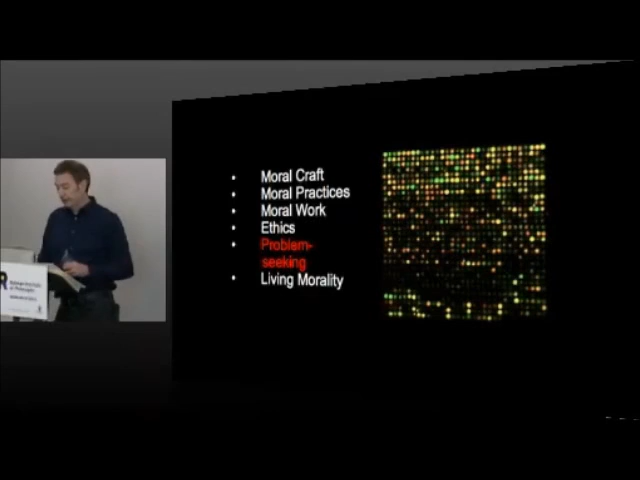 Moral Craft
Moral Practices
Moral Work
Ethics
Problem-
seeking
Living Morality
R